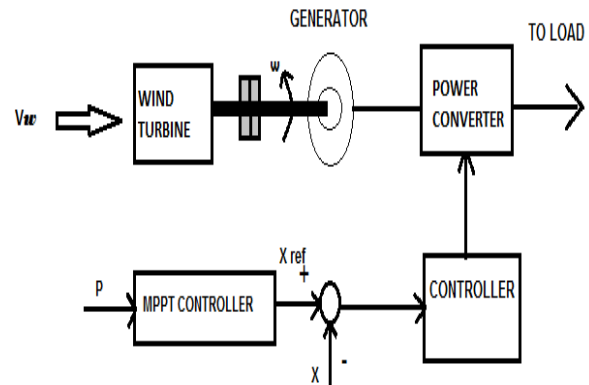 GENERATOR
TO LOAD
w
WIND
TURBINE
POWER
CONVERTER
Vw
X ref
+
P
MPPT CONTROLLER
CONTROLLER
X
-